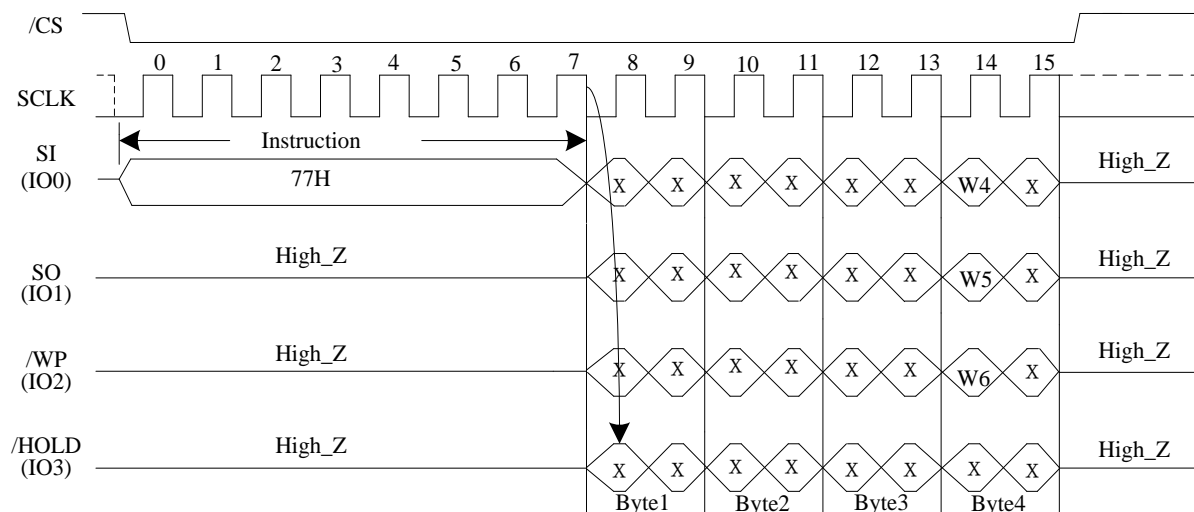 /CS
0 1 2 3 4 5 6 7 8 9 10 11 12 13 14 15
SCLK
Instruction
SI
(IO0)
77H
X X X X X X W4 X
High_Z
SO
(IO1)
High_Z
X X X X X X W5 X
High_Z
/WP
(IO2)
High_Z
X X X X X X W6 X
High_Z
/HOLD
(IO3)
High_Z
X X X X X X X X
High_Z
Byte1 Byte2 Byte3 Byte4